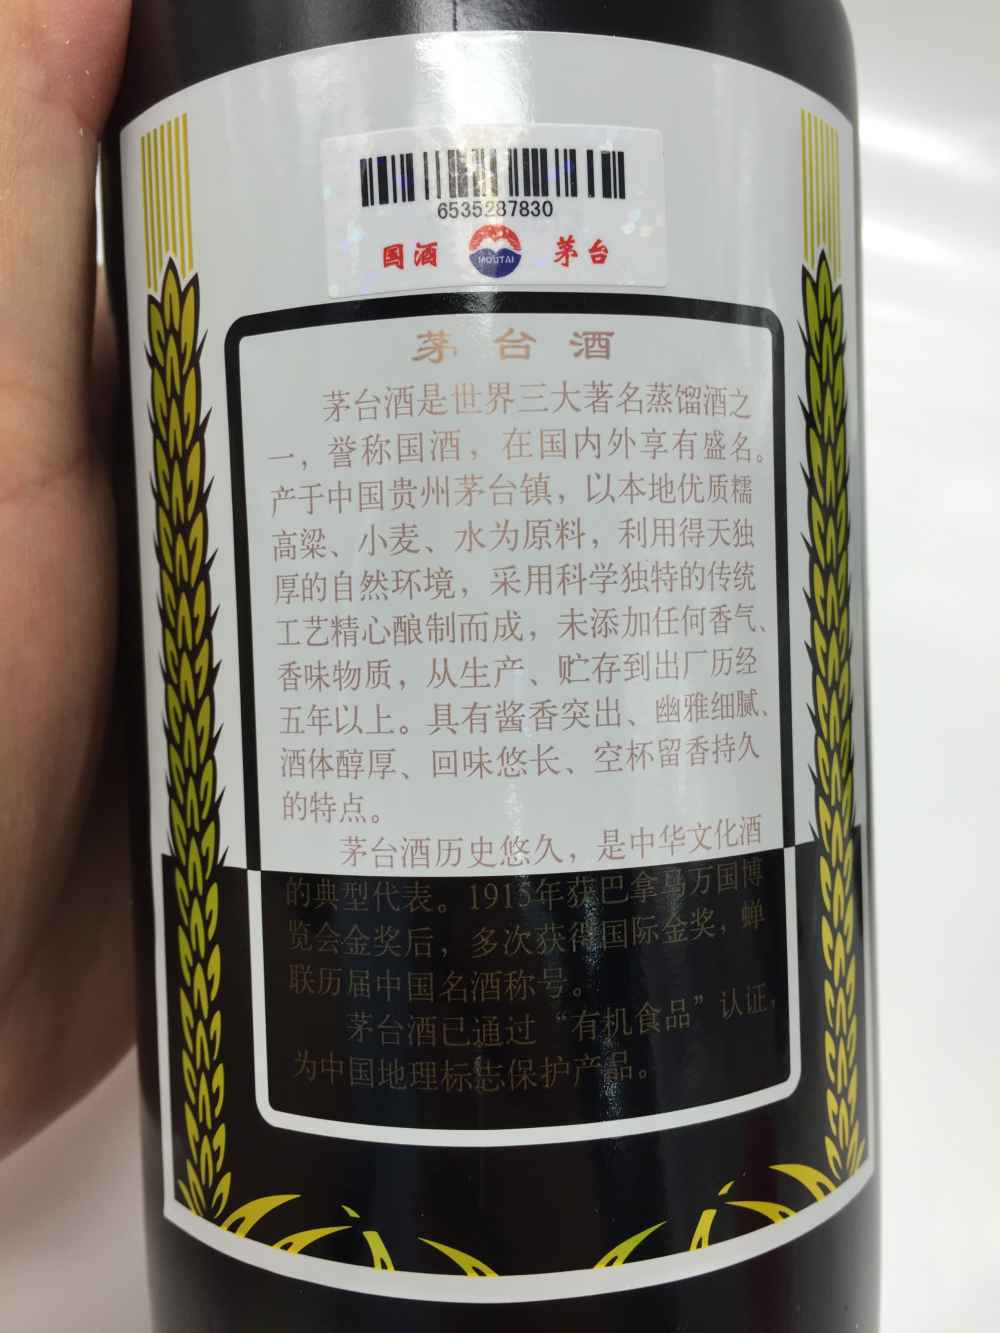 6535287830
国酒 MOUTAI 茅台
茅台酒
茅台酒是世界三大著名蒸馏酒之
一，誉称国酒，在国内外享有盛名。
产于中国贵州茅台镇，以本地优质糯
高粱、小麦、水为原料，利用得天独
厚的自然环境，采用科学独特的传统
工艺精心酿制而成，未添加任何香气、
香味物质，从生产、贮存到出厂历经
五年以上。具有酱香突出、幽雅细腻、
酒体醇厚、回味悠长、空杯留香持久
的特点。
茅台酒历史悠久，是中华文化酒
的典型代表。1915年获巴拿马万国博
览会金奖后，多次获得国际金奖，蝉
联历届中国名酒称号。
茅台酒已通过“有机食品”认证，
为中国地理标志保护产品。